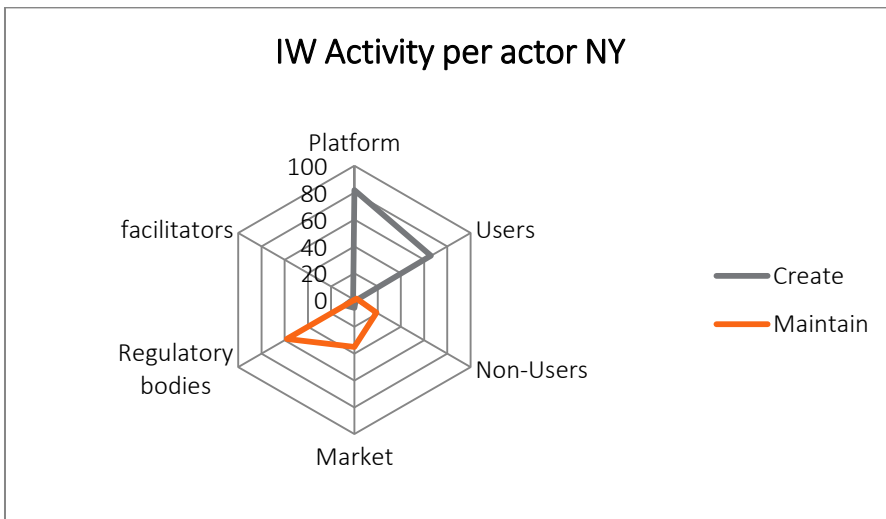 IW Activity per actor NY
Platform
100
80
60
40
20
0
facilitators
Users
Regulatory
bodies
Non-Users
Market
Create
Maintain